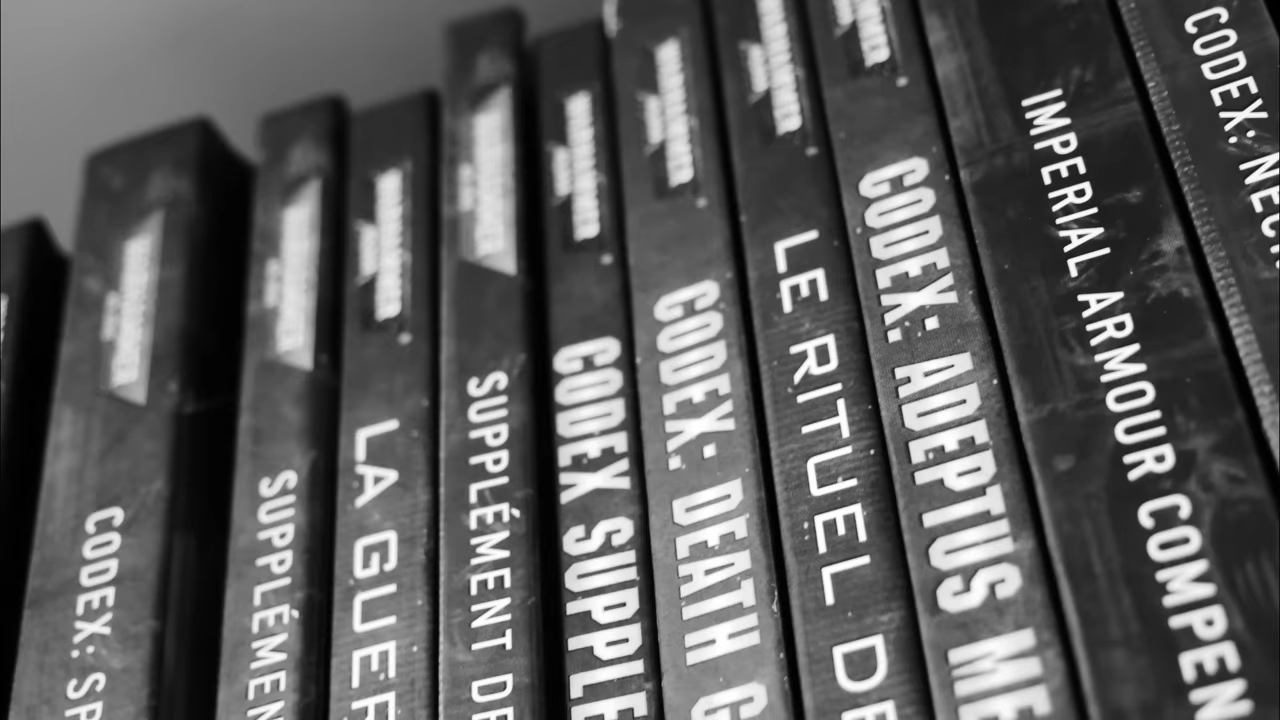 CODEX: SP
SUPPLÉMEN
LA GUER
SUPPLÉMENT DE
CODEX SUPPLE
CODEX: DEATH G
LE RITUEL DE
CODEX: ADEPTUS ME
IMPERIAL ARMOUR COMPEN
CODEX: NEC